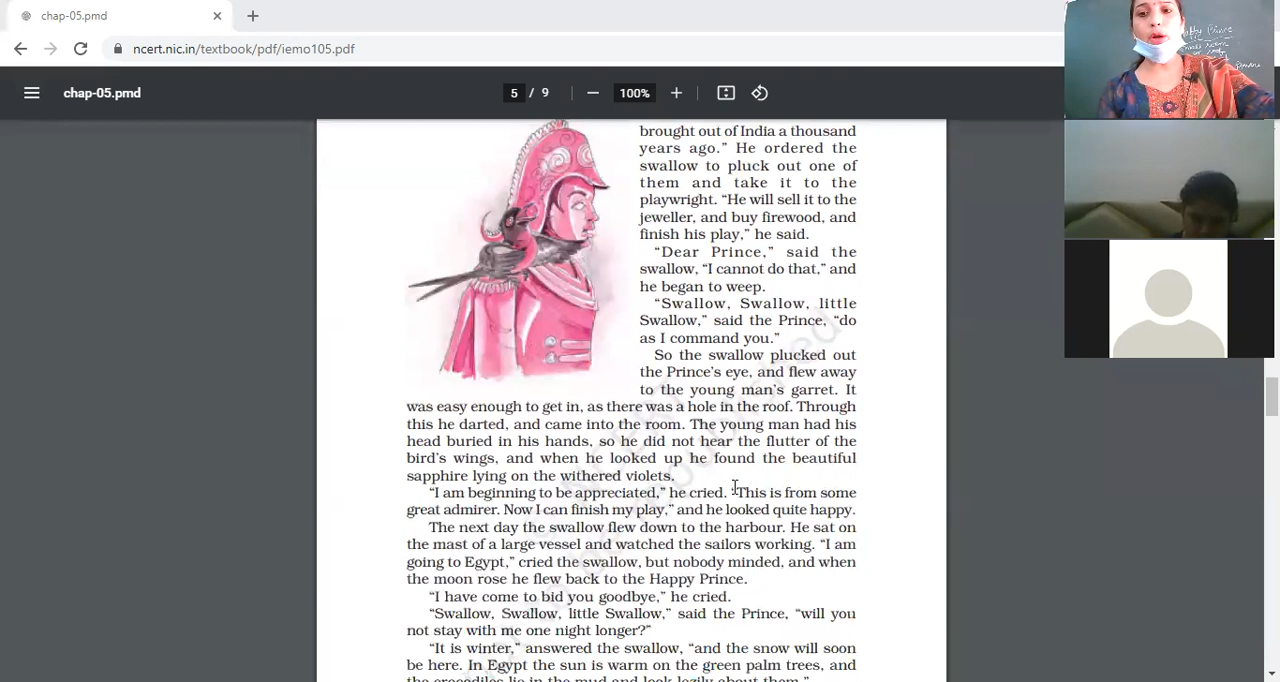 chap-05.pmd
ncert.nic.in/textbook/pdf/iemo105.pdf
chap-05.pmd
5 / 9
100%
brought out of India a thousand
years ago.” He ordered the
swallow to pluck out one of
them and take it to the
playwright. “He will sell it to the
jeweller, and buy firewood, and
finish his play,” he said.
“Dear Prince,” said the
swallow, “I cannot do that,” and
he began to weep.
“Swallow, Swallow, little
Swallow,” said the Prince, “do
as I command you.”
So the swallow plucked out
the Prince’s eye, and flew away
to the young man’s garret. It
was easy enough to get in, as there was a hole in the roof. Through
this he darted, and came into the room. The young man had his
head buried in his hands, so he did not hear the flutter of the
bird’s wings, and when he looked up he found the beautiful
sapphire lying on the withered violets.
“I am beginning to be appreciated,” he cried. “This is from some
great admirer. Now I can finish my play,” and he looked quite happy.
The next day the swallow flew down to the harbour. He sat on
the mast of a large vessel and watched the sailors working. “I am
going to Egypt,” cried the swallow, but nobody minded, and when
the moon rose he flew back to the Happy Prince.
“I have come to bid you goodbye,” he cried.
“Swallow, Swallow, little Swallow,” said the Prince, “will you
not stay with me one night longer?”
“It is winter,” answered the swallow, “and the snow will soon
be here. In Egypt the sun is warm on the green palm trees, and
the crocodiles lie in the mud and look lazily about them.”